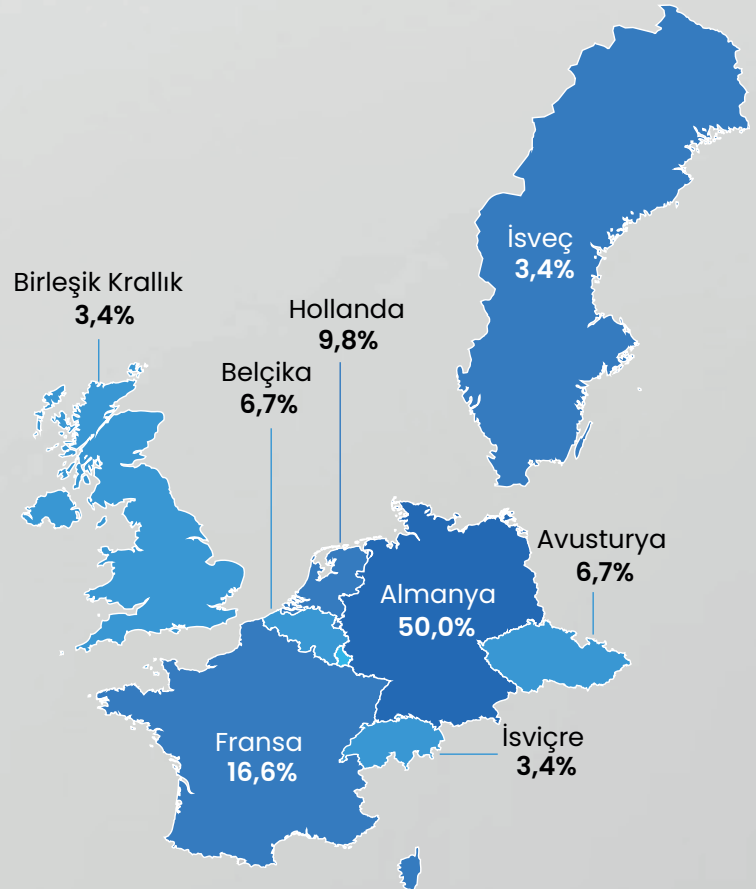 İsveç
3,4%
Birleşik Krallık
3,4%
Hollanda
9,8%
Belçika
6,7%
Avusturya
6,7%
Almanya
50,0%
Fransa
16,6%
İsviçre
3,4%